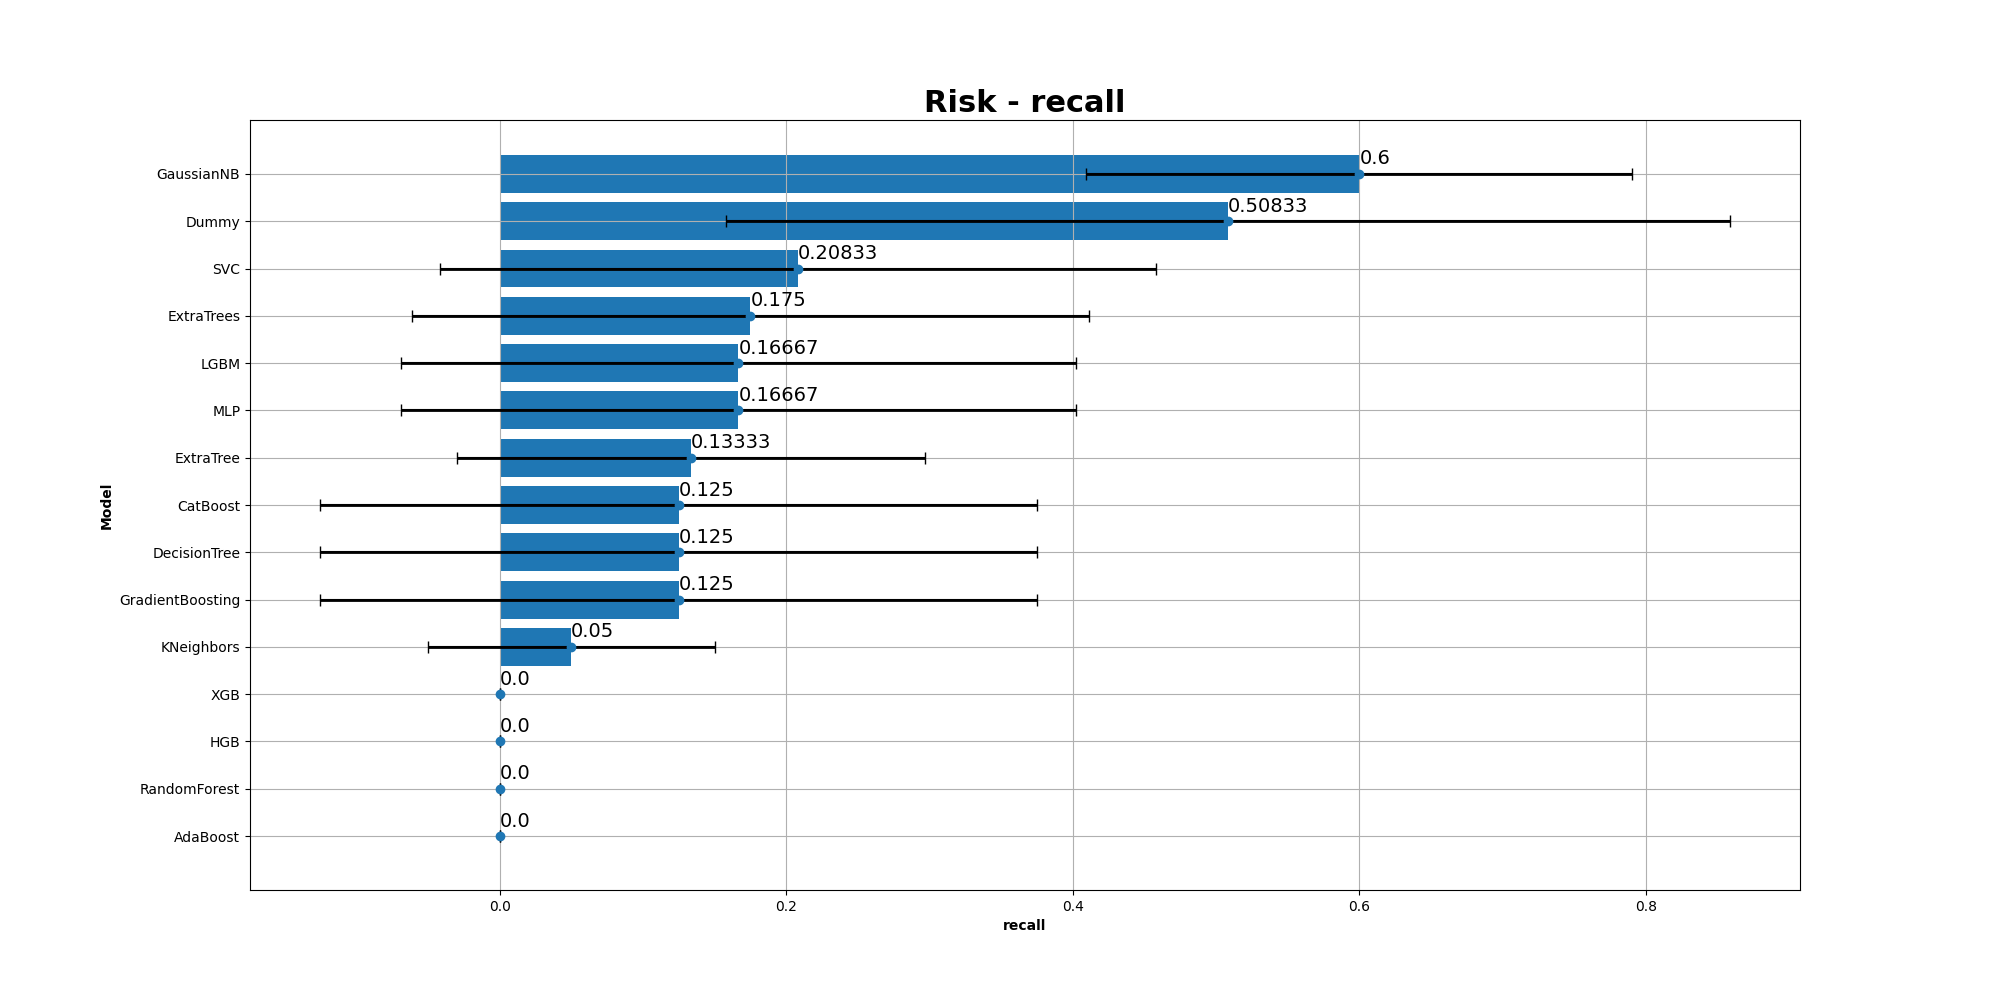 Risk - recall
GaussianNB
0.6
Dummy
0.50833
SVC
0.20833
ExtraTrees
0.175
LGBM
0.16667
MLP
0.16667
ExtraTree
0.13333
CatBoost
0.125
DecisionTree
0.125
GradientBoosting
0.125
KNeighbors
0.05
XGB
0.0
HGB
0.0
RandomForest
0.0
AdaBoost
0.0
Model
0.0 0.2 0.4 0.6 0.8
recall